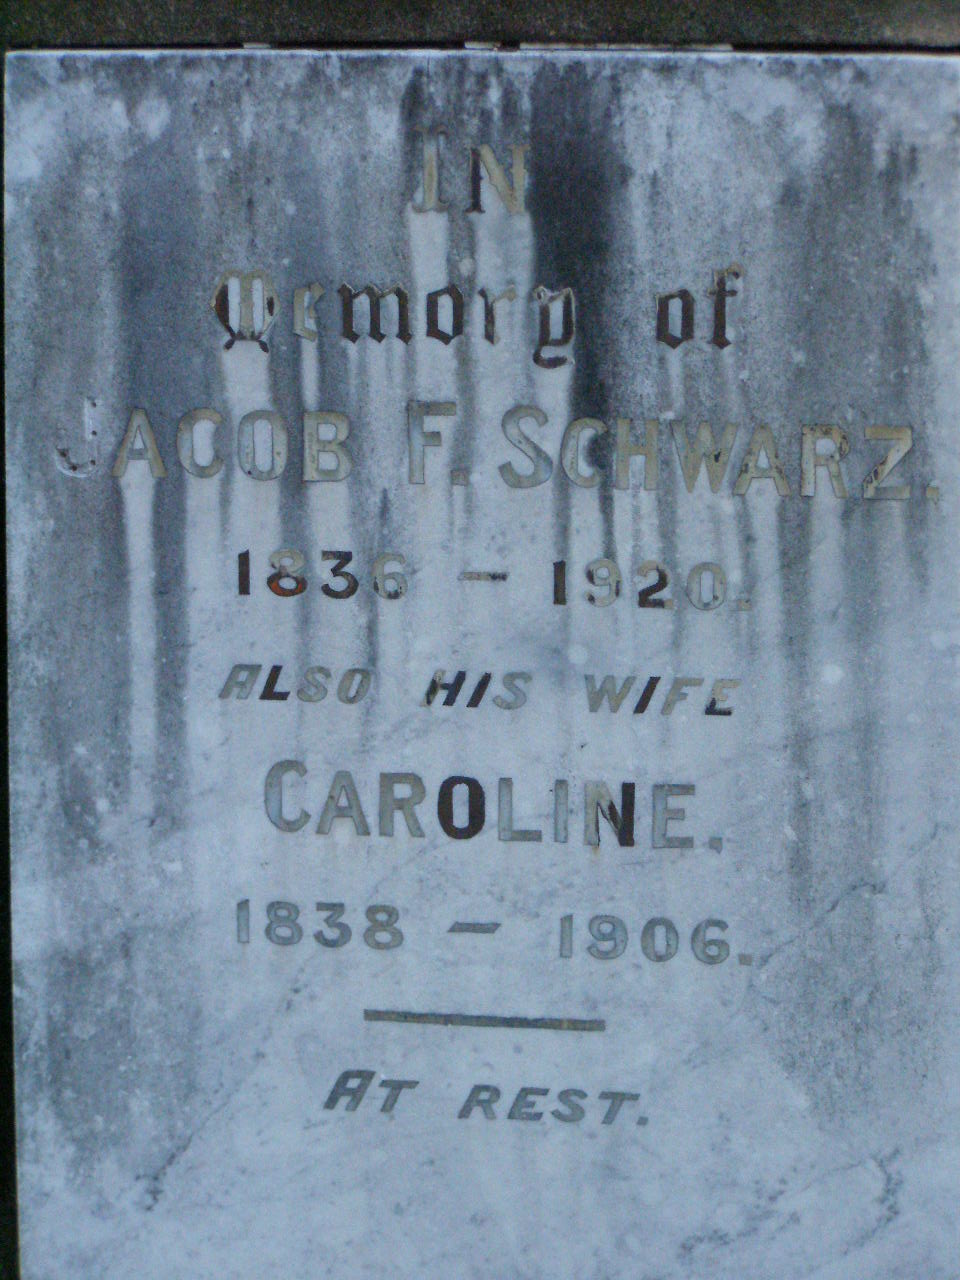 IN
Memory of
JACOB F. SCHWARZ.
1836 — 1920.
ALSO HIS WIFE
CAROLINE.
1838 — 1906.
AT REST.